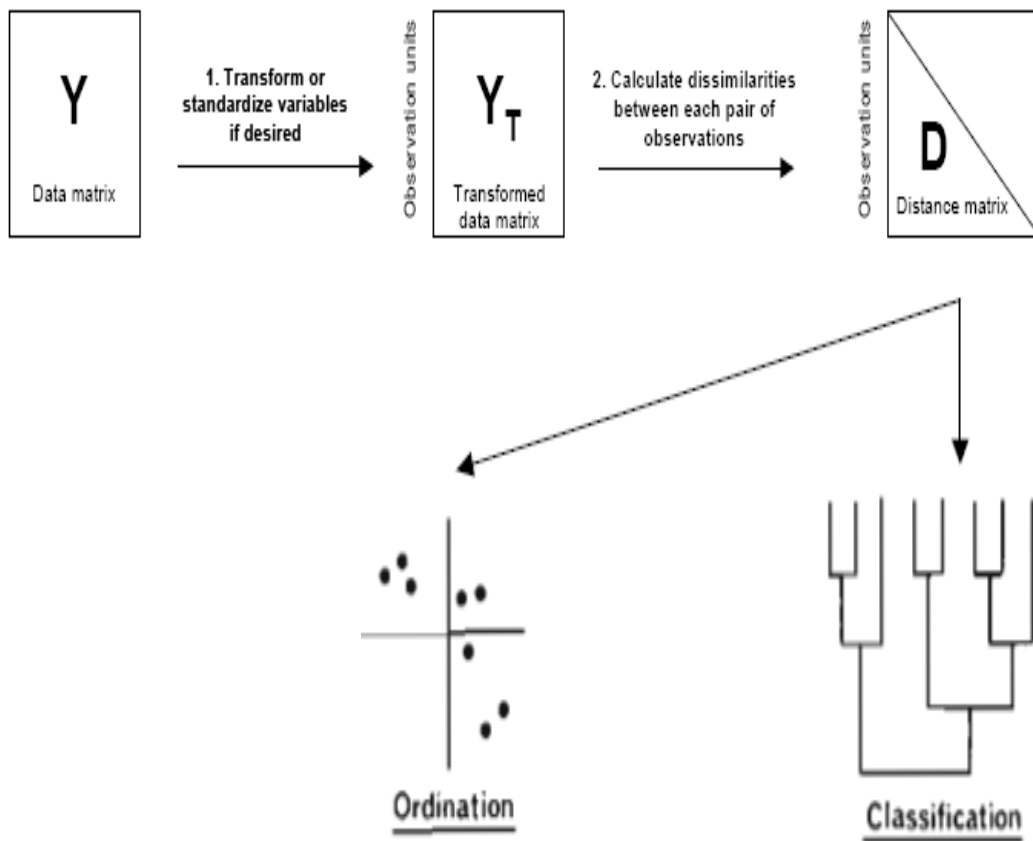 Y
Data matrix
1. Transform or
standardize variables
if desired
Observation units
Y_T
Transformed
data matrix
2. Calculate dissimilarities
between each pair of
observations
Observation units
D
Distance matrix
Ordination
Classification